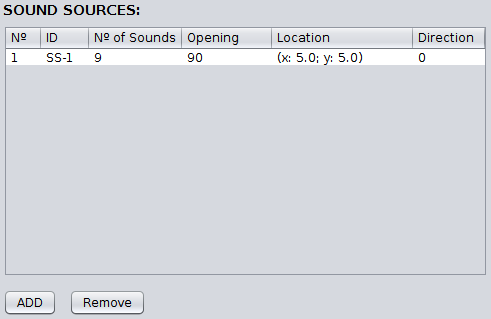 SOUND SOURCES:
Nº ID Nº of Sounds Opening Location Direction
1 SS-1 9 90 (x: 5.0; y: 5.0) 0
ADD Remove